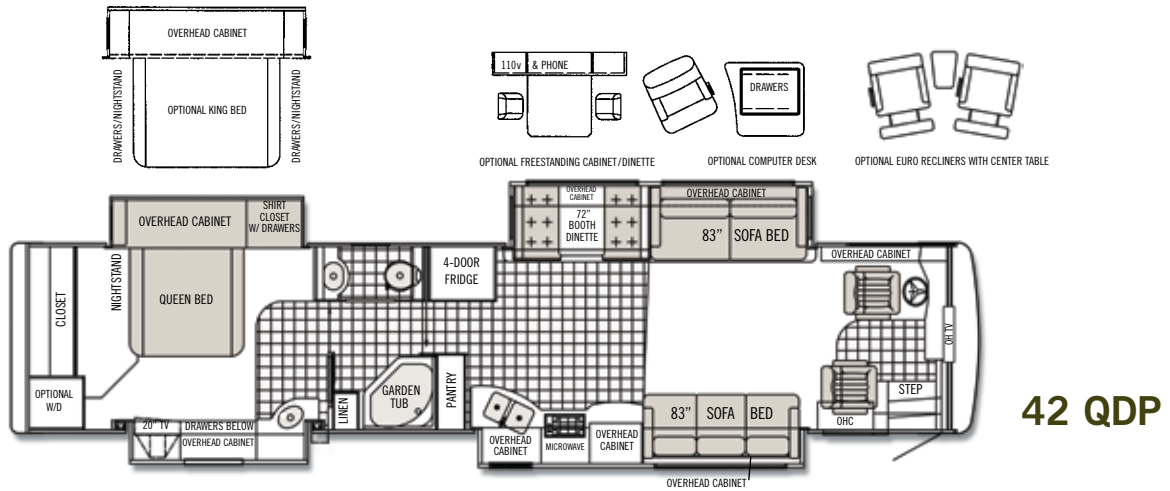 OVERHEAD CABINET
DRAWERS/NIGHTSTAND
OPTIONAL KING BED
DRAWERS/NIGHTSTAND
110v & PHONE
DRAWERS
OPTIONAL FREESTANDING CABINET/DINETTE
OPTIONAL COMPUTER DESK
OPTIONAL EURO RECLINERS WITH CENTER TABLE
OVERHEAD CABINET
SHIRT
CLOSET
W/ DRAWERS
NIGHTSTAND
QUEEN BED
CLOSET
OPTIONAL
W/D
20" TV
DRAWERS BELOW
OVERHEAD CABINET
4-DOOR
FRIDGE
LINEN
GARDEN
TUB
PANTRY
OVERHEAD
CABINET
72"
BOOTH
DINETTE
OVERHEAD CABINET
83" SOFA BED
OVERHEAD
CABINET
MICROWAVE
OVERHEAD
CABINET
83" SOFA BED
OVERHEAD CABINET
OVERHEAD CABINET
OH TV
STEP
OHC
42 QDP